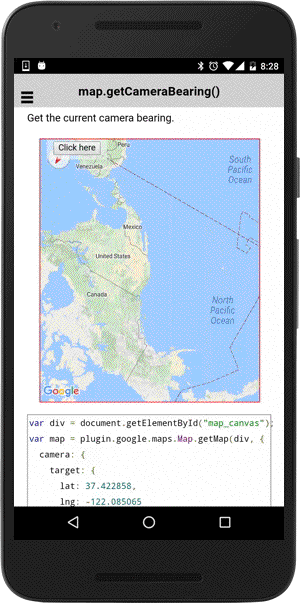 8:28
map.getCameraBearing()
Get the current camera bearing.
Click here
Peru
Venezuela
South
Pacific
Ocean
Mexico
United States
Canada
North
Pacific
Ocean
Google
var div = document.getElementById("map_canvas");
var map = plugin.google.maps.Map.getMap(div, {
camera: {
target: {
lat: 37.422858,
lng: -122.085065